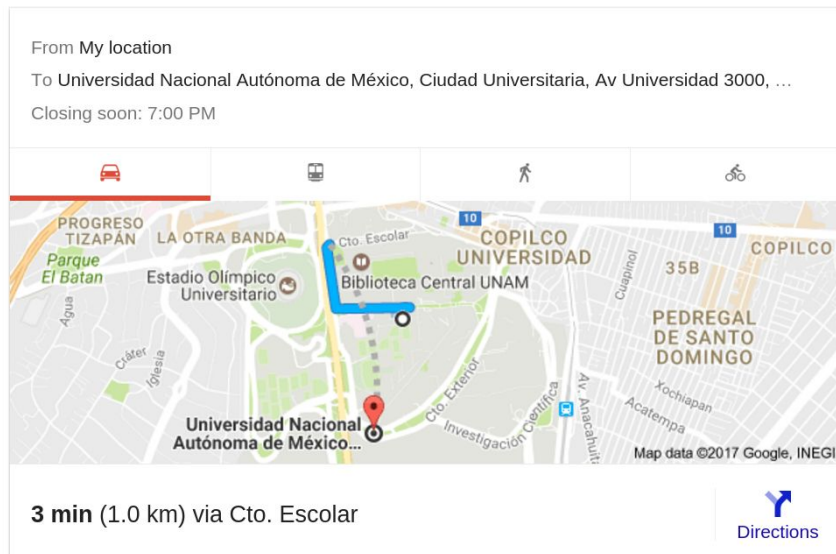 From My location
To Universidad Nacional Autónoma de México, Ciudad Universitaria, Av Universidad 3000, ...
Closing soon: 7:00 PM
PROGRESO
TIZAPÁN
LA OTRA BANDA
Parque
El Batan
Estadio Olímpico
Universitario
Agua
Cráter
Iglesia
Cto. Escolar
Biblioteca Central UNAM
10
COPILCO
UNIVERSIDAD
10
COPILCO
35B
Cuapinol
PEDREGAL
DE SANTO
DOMINGO
Xochiapan
Acatempa
Av. Anacahuita
Cto. Exterior
Investigación Científica
Universidad Nacional
Autónoma de México...
Map data ©2017 Google, INEGI
3 min (1.0 km) via Cto. Escolar
Directions